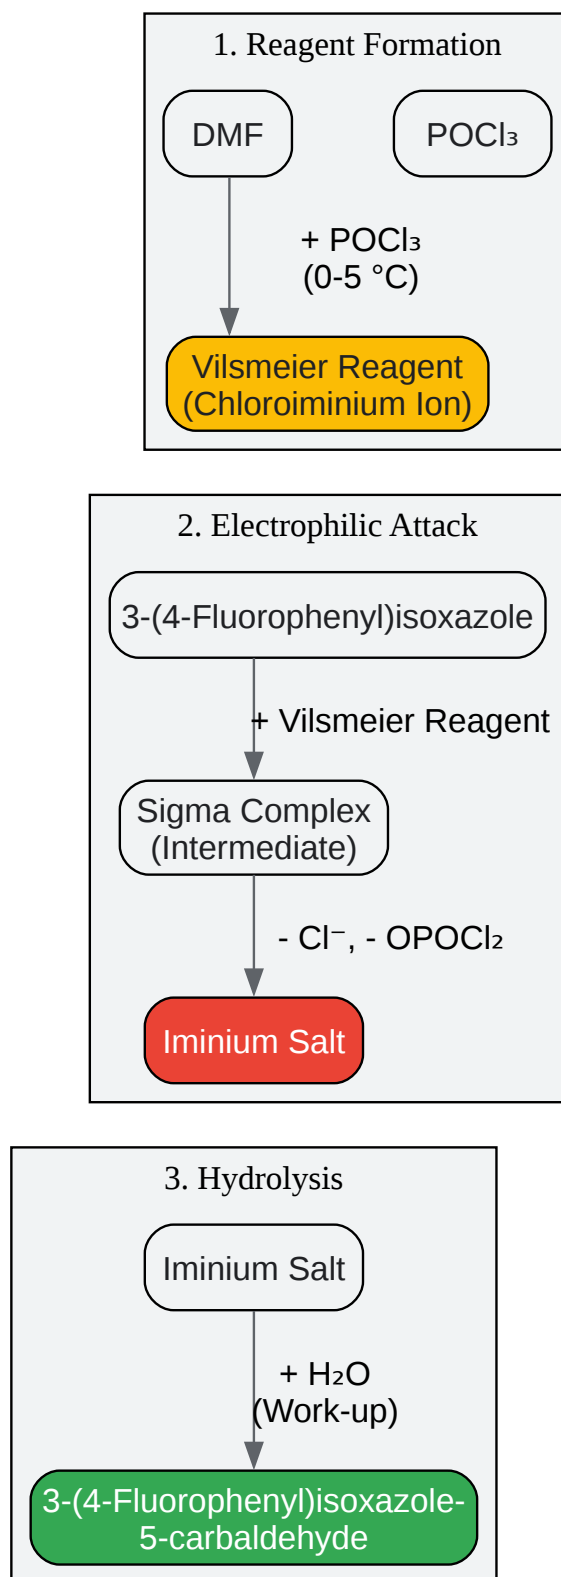 1. Reagent Formation
DMF
POCl₃
+ POCl₃
(0-5 °C)
Vilsmeier Reagent
(Chloroiminium Ion)
2. Electrophilic Attack
3-(4-Fluorophenyl)isoxazole
+ Vilsmeier Reagent
Sigma Complex
(Intermediate)
- Cl⁻, - OPOCl₂
Iminium Salt
3. Hydrolysis
Iminium Salt
+ H₂O
(Work-up)
3-(4-Fluorophenyl)isoxazole-
5-carbaldehyde